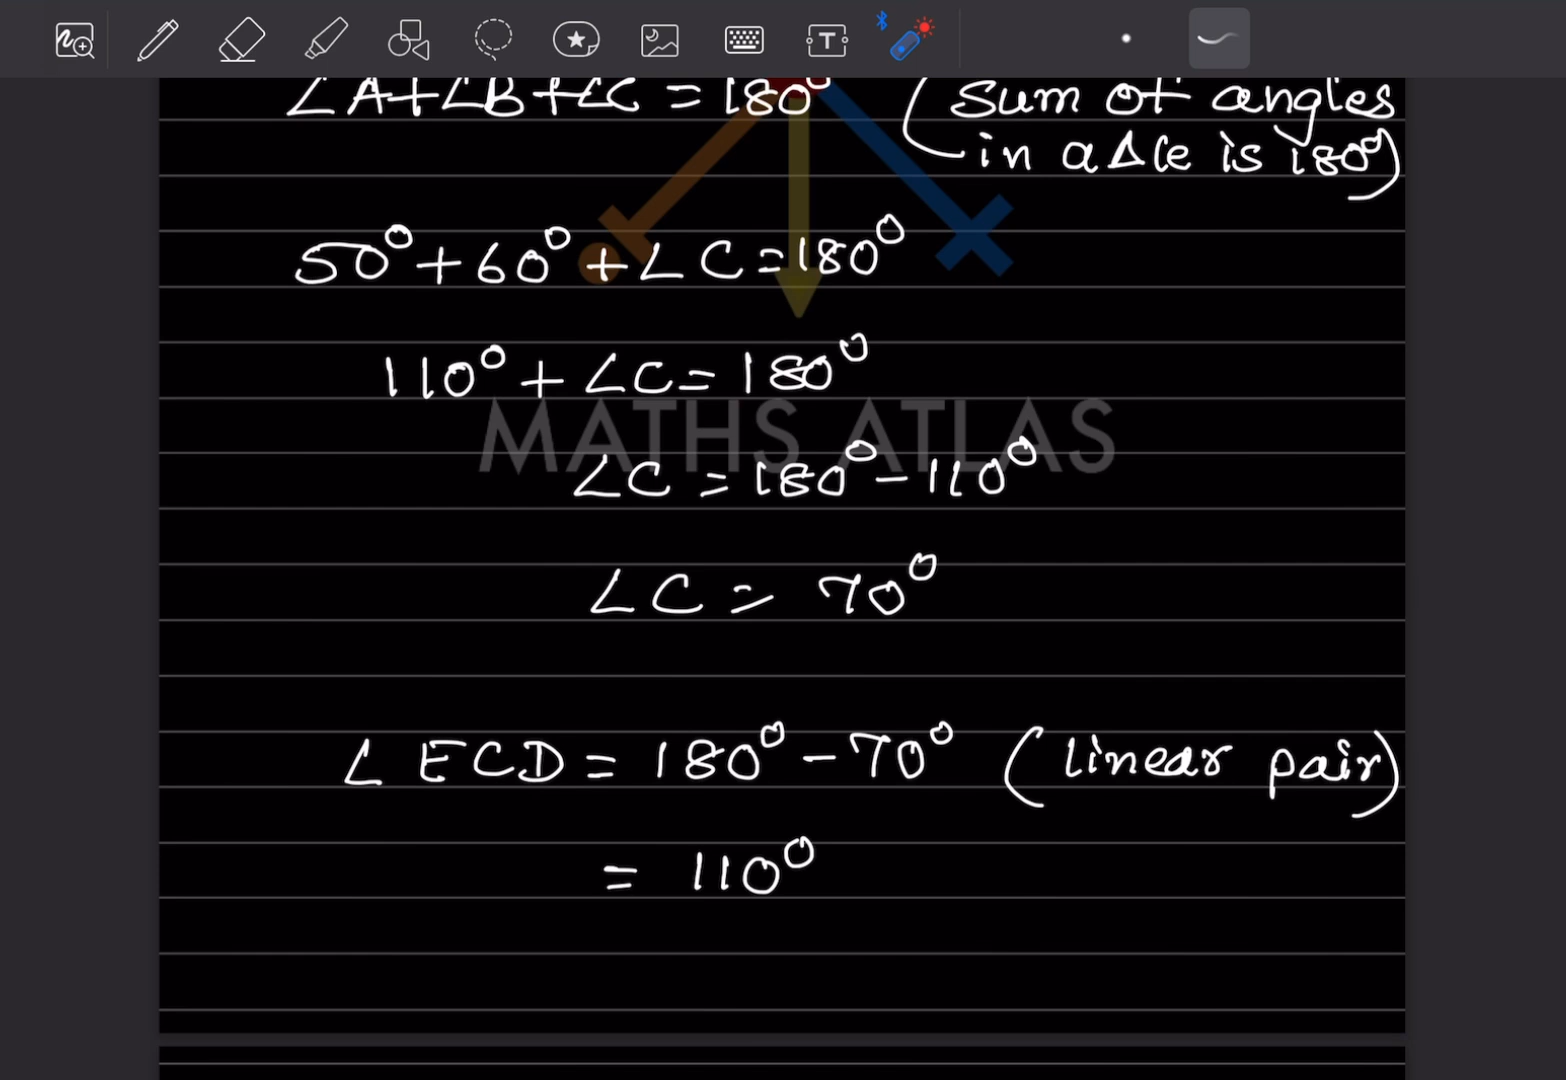 ∠A+∠B+∠C = 180° (sum of angles
in a Δle is 180°)
50°+60°+∠C=180°
110°+∠C=180°
MATHS ATLAS
∠C=180°-110°
∠C= 70°
∠ECD=180°-70° (linear pair)
= 110°